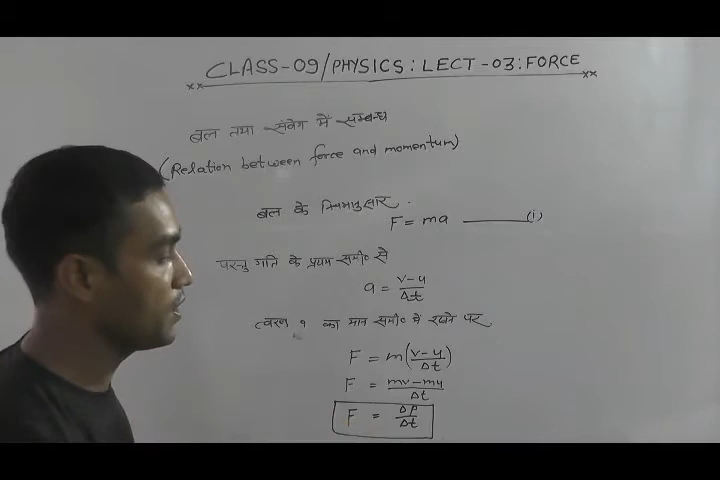 CLASS-09/PHYSICS: LECT-03: FORCE
बल तथा संवेग में सम्बन्ध
(Relation between force and momentum)
बल के नियमानुसार.
F = ma ———(i)
परन्तु गति के प्रथम समी० से
a = v-u/Δt
त्वरण a का मान समी० में रखने पर,
F = m(v-u/Δt)
F = mv-mu/Δt
F = ΔP/Δt